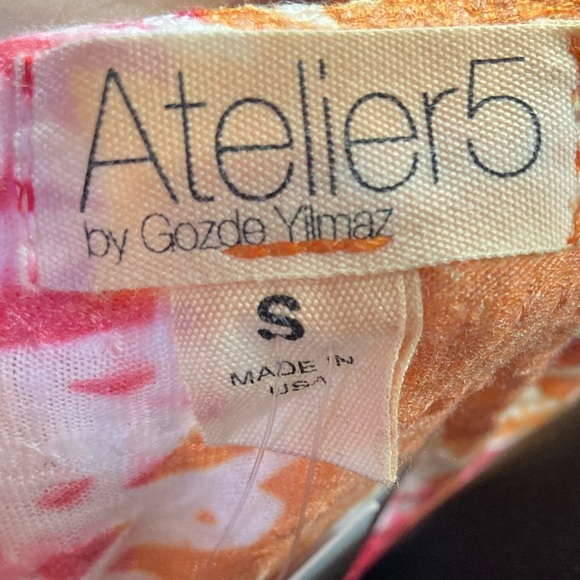 Atelier5
by Gozde Yilmaz
S
MADE IN
USA